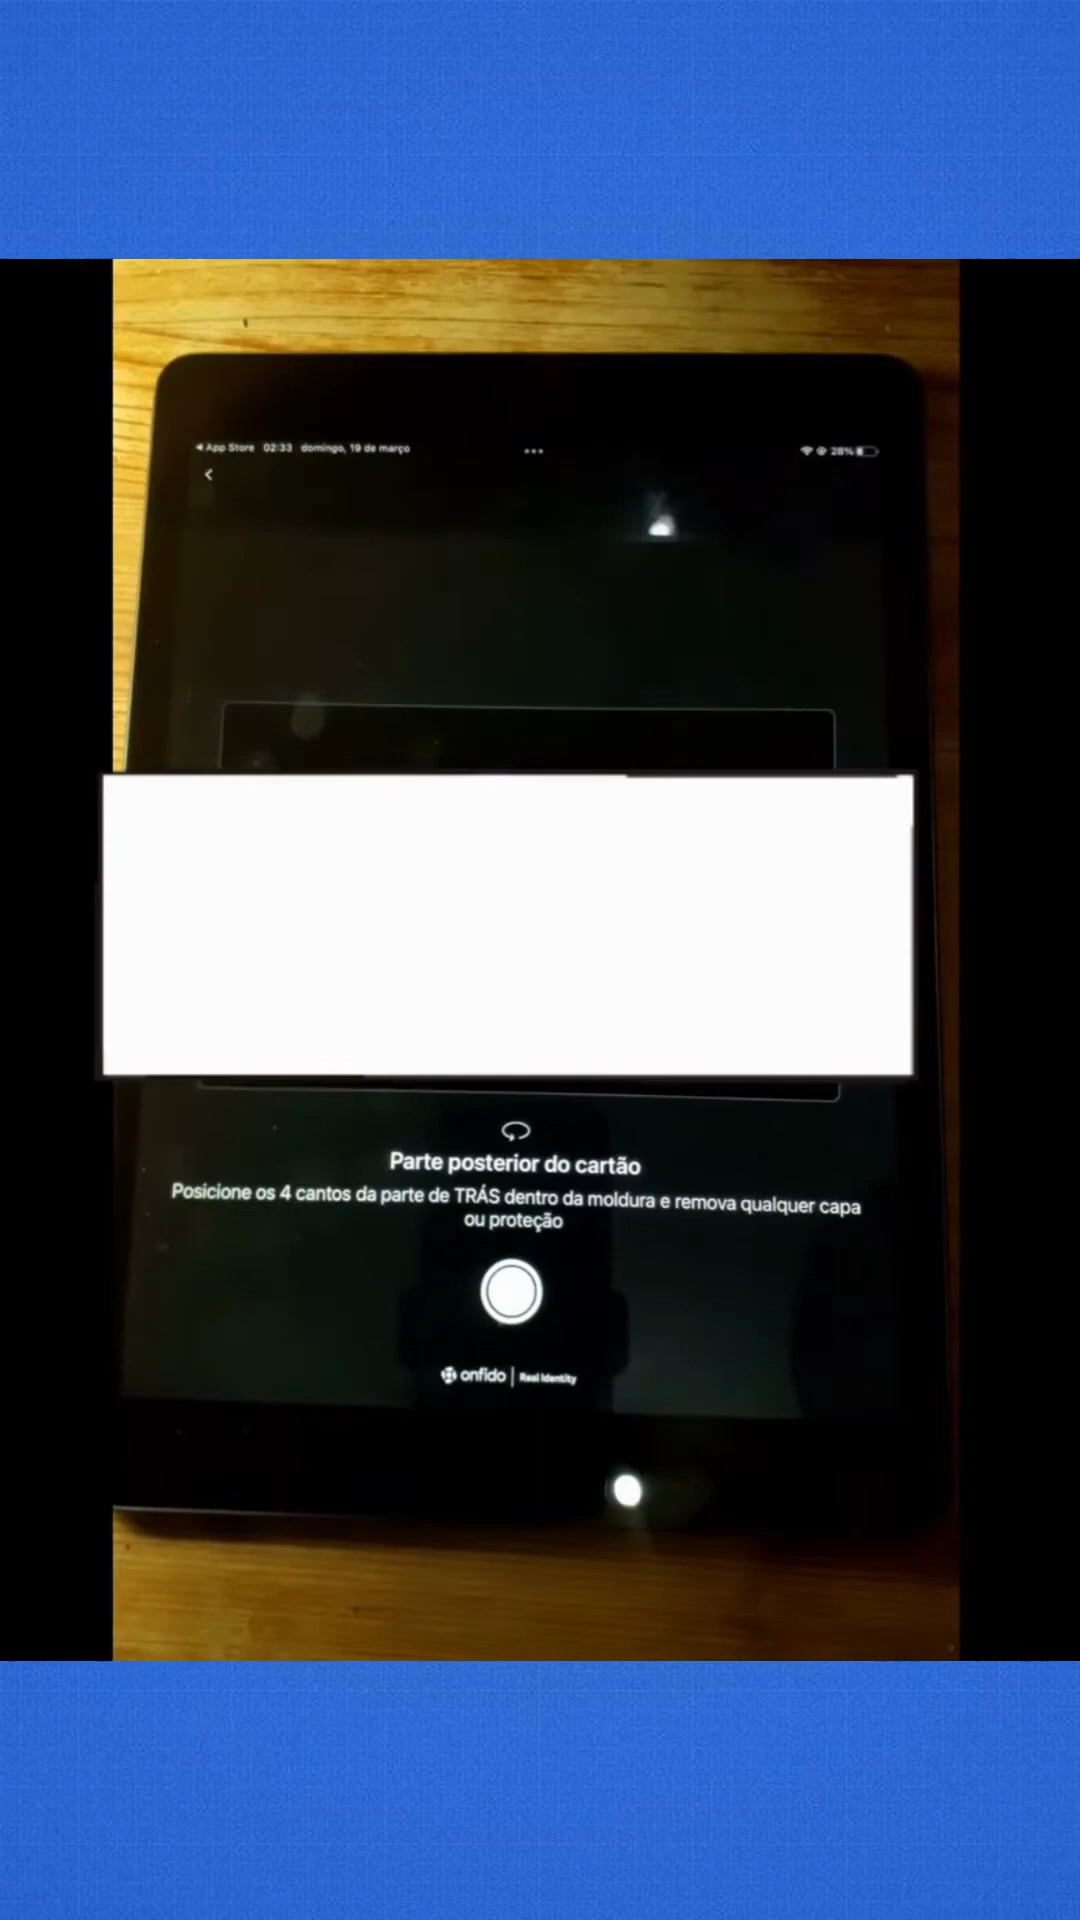 App Store 02:33 domingo, 19 de março
28%
Parte posterior do cartão
Posicione os 4 cantos da parte de TRÁS dentro da moldura e remova qualquer capa
ou proteção
onfido | Real Identity